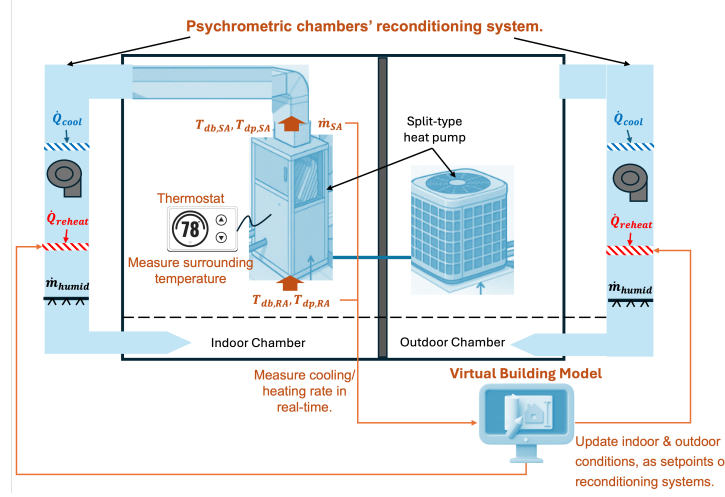 Psychrometric chambers' reconditioning system.
Q̇cool
Tdb,SA, Tdp,SA
ṁSA
Split-type
heat pump
Q̇cool
Thermostat
78°
Measure surrounding
temperature
Q̇reheat
Q̇reheat
ṁhumid
Tdb,RA, Tdp,RA
ṁhumid
Indoor Chamber
Outdoor Chamber
Measure cooling/
heating rate in
real-time.
Virtual Building Model
Update indoor & outdoor
conditions, as setpoints o
reconditioning systems.